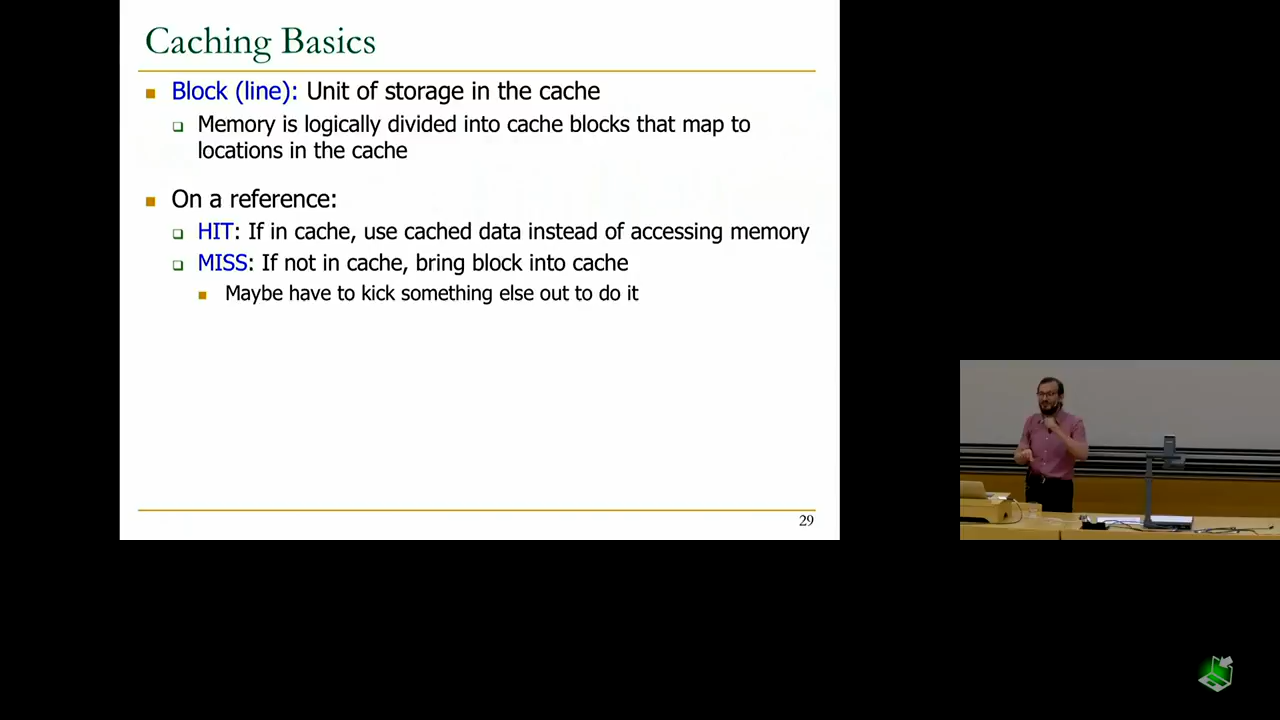 Caching Basics
Block (line): Unit of storage in the cache
Memory is logically divided into cache blocks that map to
locations in the cache
On a reference:
HIT: If in cache, use cached data instead of accessing memory
MISS: If not in cache, bring block into cache
Maybe have to kick something else out to do it
29